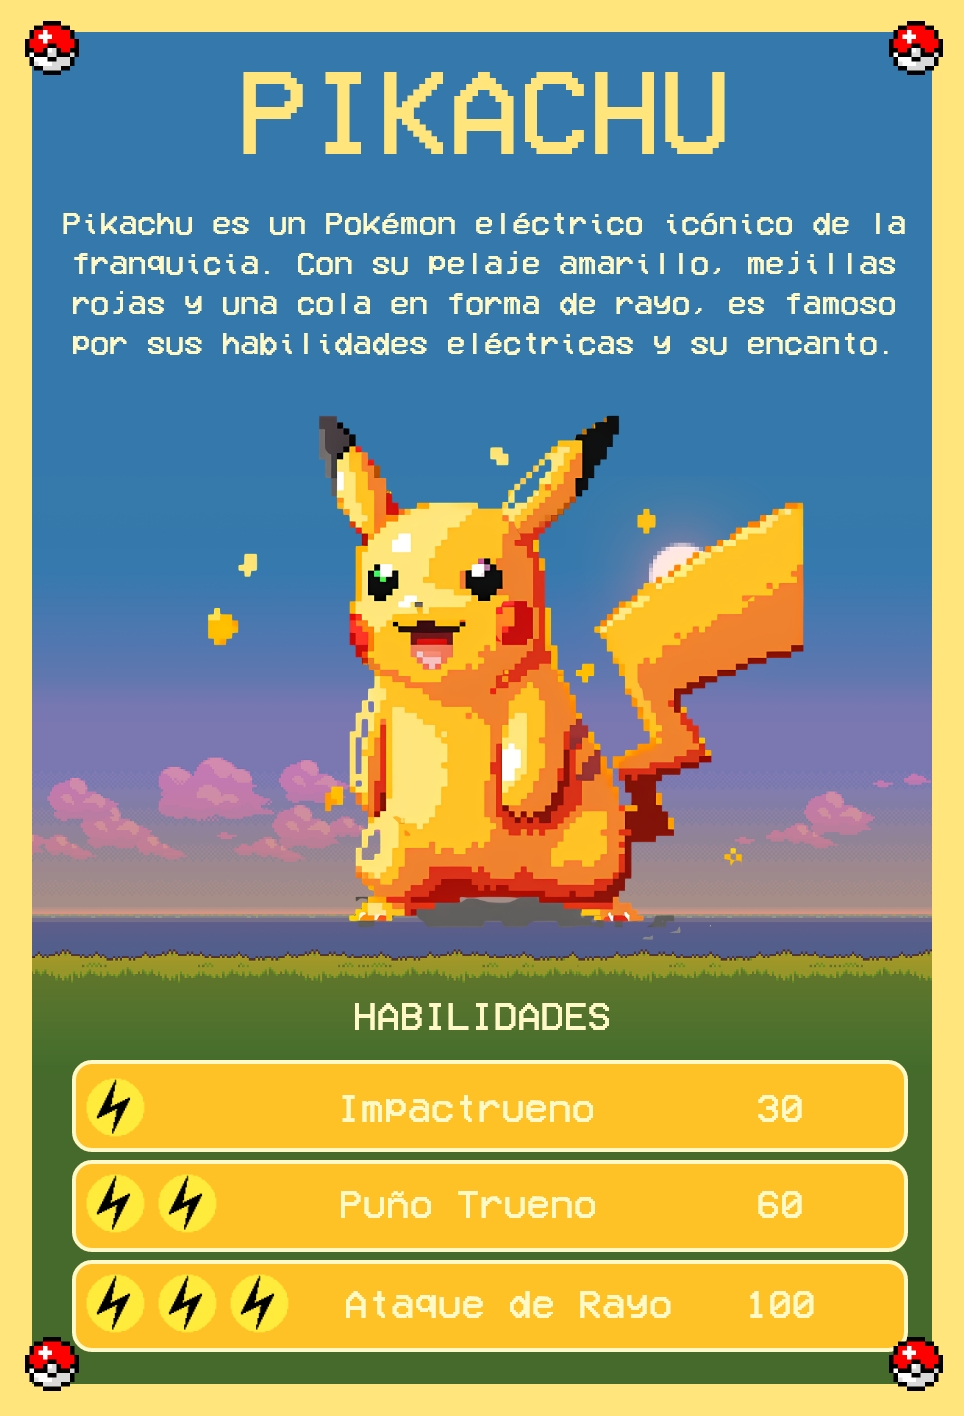 PIKACHU
Pikachu es un Pokémon eléctrico icónico de la
franquicia. Con su pelaje amarillo, mejillas
rojas y una cola en forma de rayo, es famoso
por sus habilidades eléctricas y su encanto.
HABILIDADES
Impactrueno 30
Puño Trueno 60
Ataque de Rayo 100